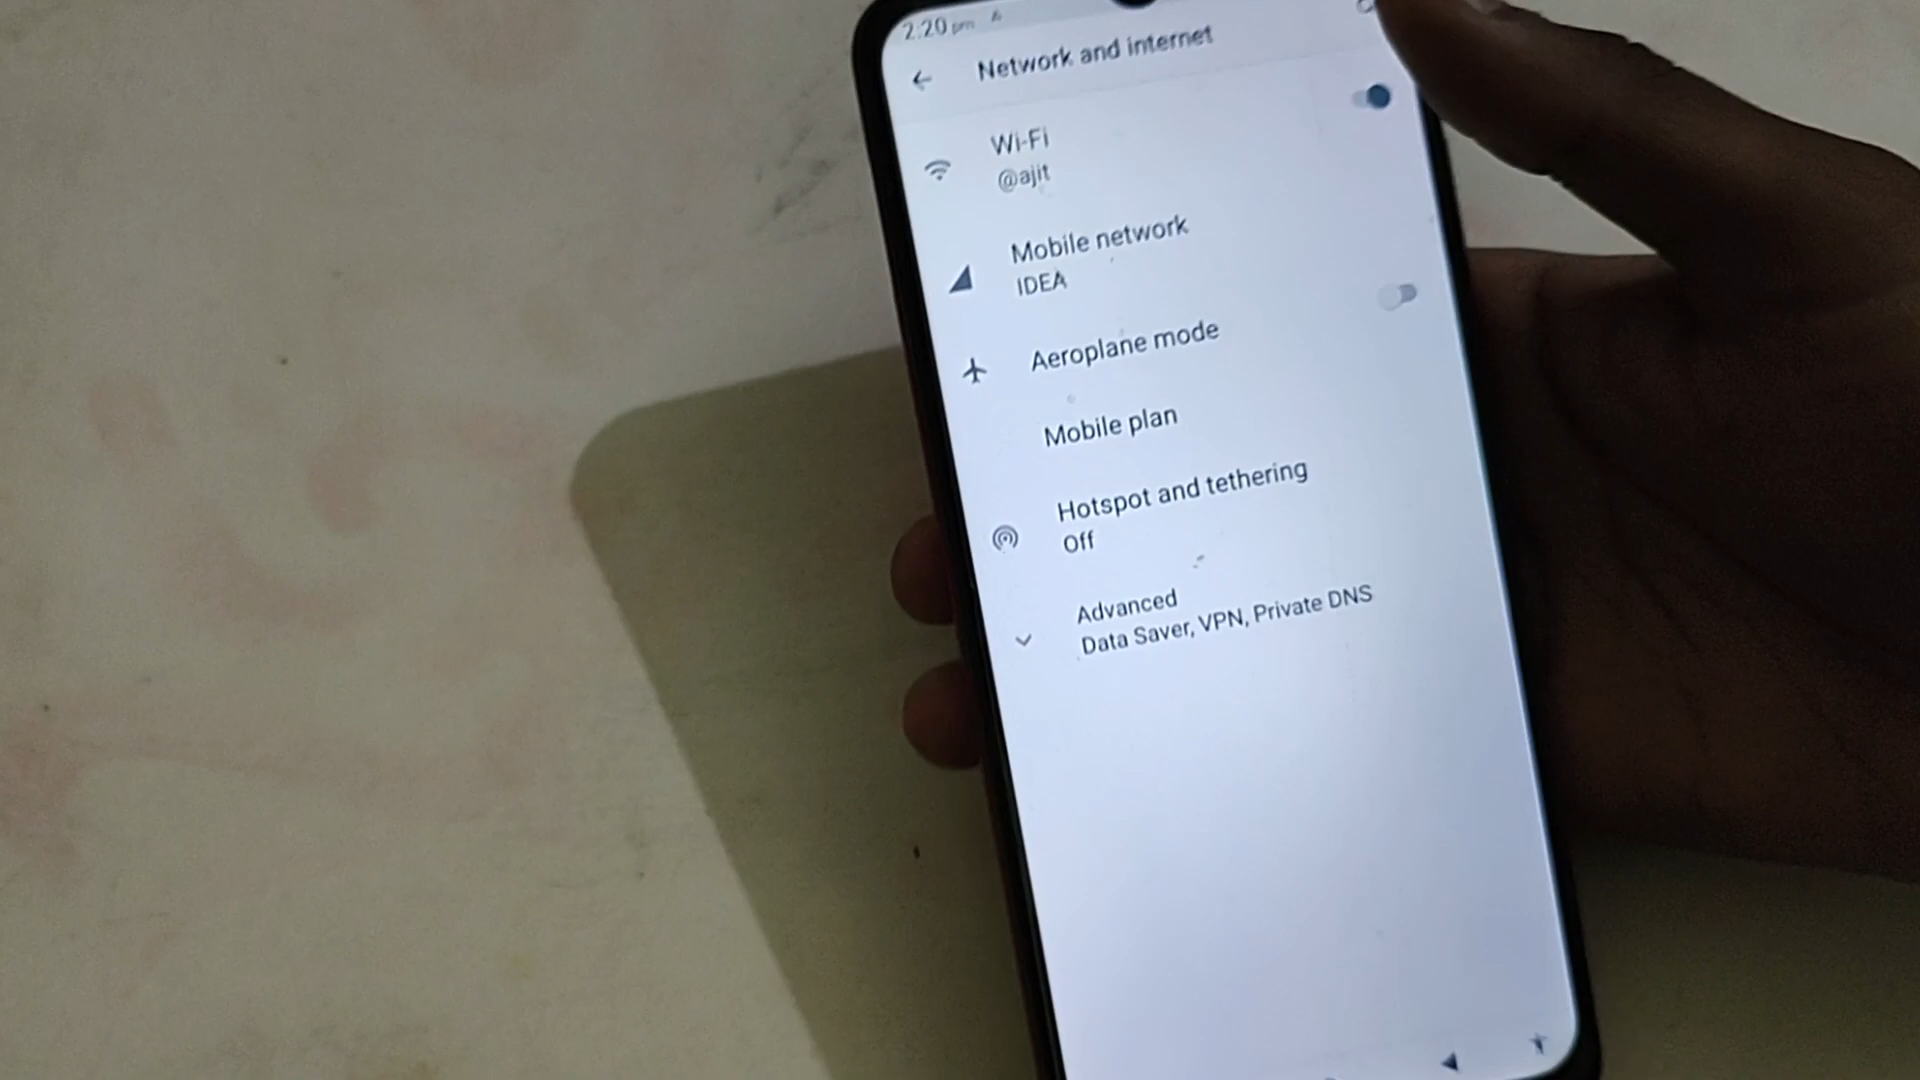 2:20 pm
Network and internet
Wi-Fi
@ajit
Mobile network
IDEA
Aeroplane mode
Mobile plan
Hotspot and tethering
Off
Advanced
Data Saver, VPN, Private DNS